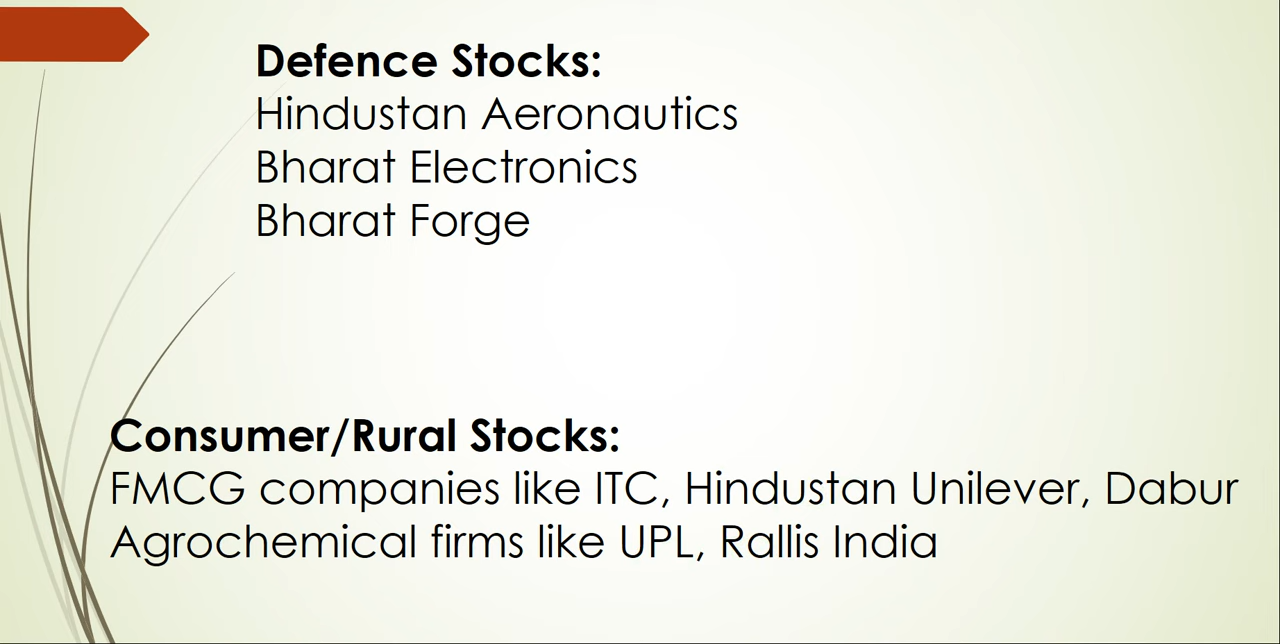 Defence Stocks:
Hindustan Aeronautics
Bharat Electronics
Bharat Forge
Consumer/Rural Stocks:
FMCG companies like ITC, Hindustan Unilever, Dabur
Agrochemical firms like UPL, Rallis India